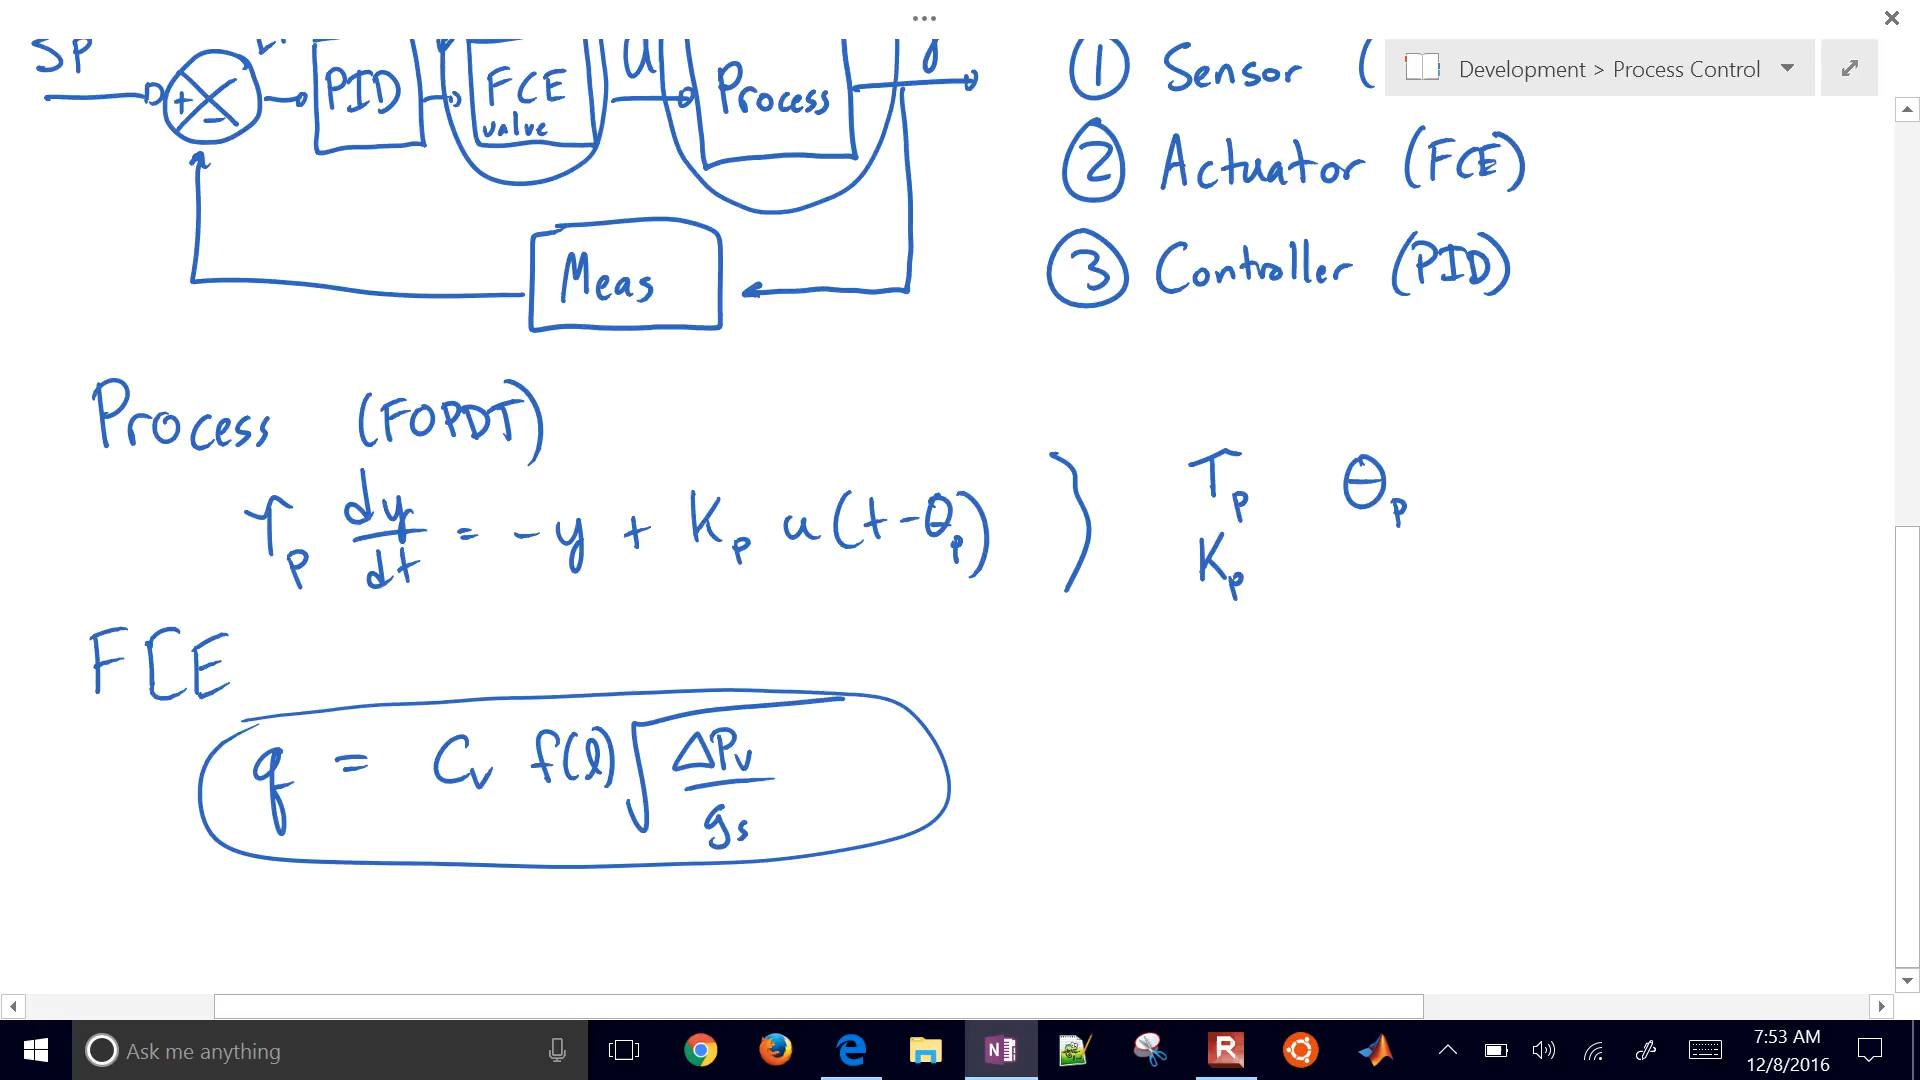 SP
PID
FCE
valve
U
Process
Meas
① Sensor (
② Actuator (FCE)
③ Controller (PID)
Development > Process Control
Process (FOPDT)
τp dy/dt = -y + Kp u(t-θp)
τp θp
Kp
FCE
q = Cv f(l) √(ΔPv/gs)
Ask me anything
7:53 AM
12/8/2016